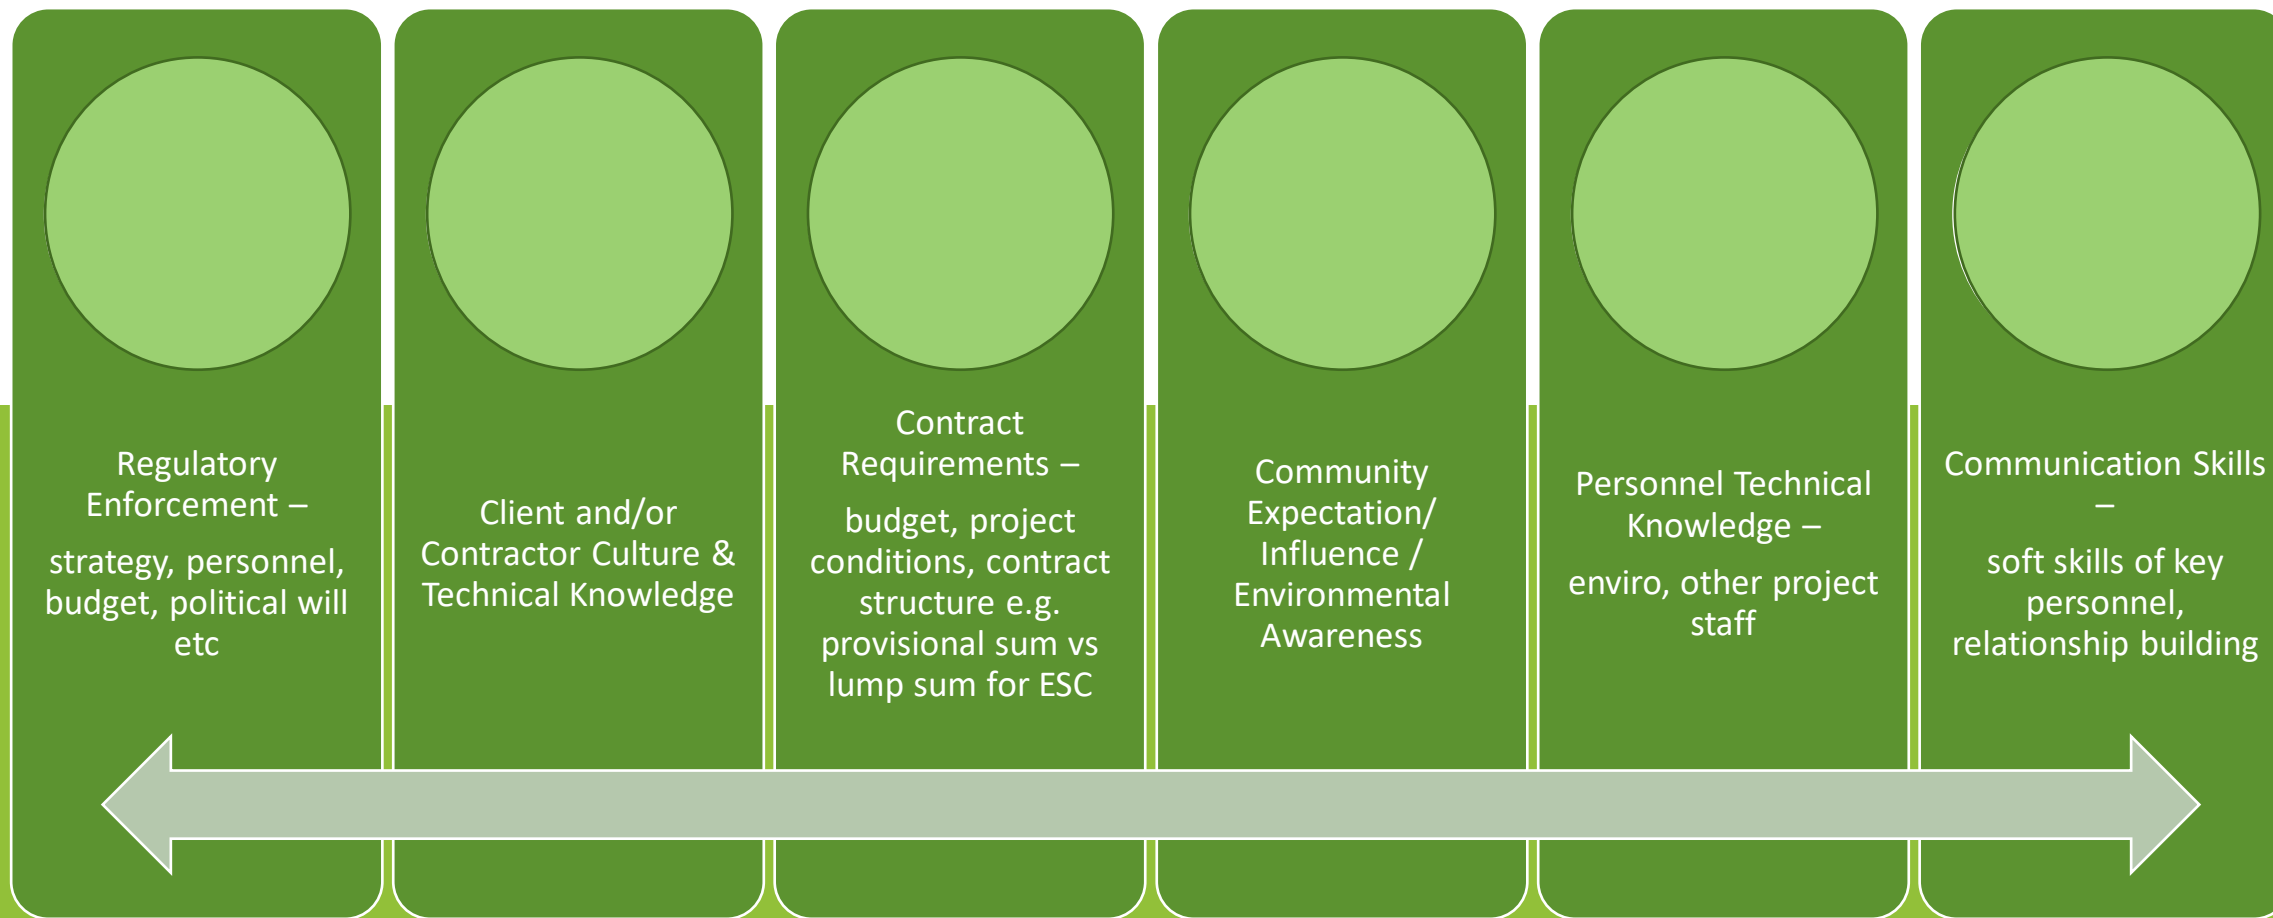 Regulatory
Enforcement –
strategy, personnel,
budget, political will
etc
Client and/or
Contractor Culture &
Technical Knowledge
Contract
Requirements –
budget, project
conditions, contract
structure e.g.
provisional sum vs
lump sum for ESC
Community
Expectation/
Influence /
Environmental
Awareness
Personnel Technical
Knowledge –
enviro, other project
staff
Communication Skills
–
soft skills of key
personnel,
relationship building